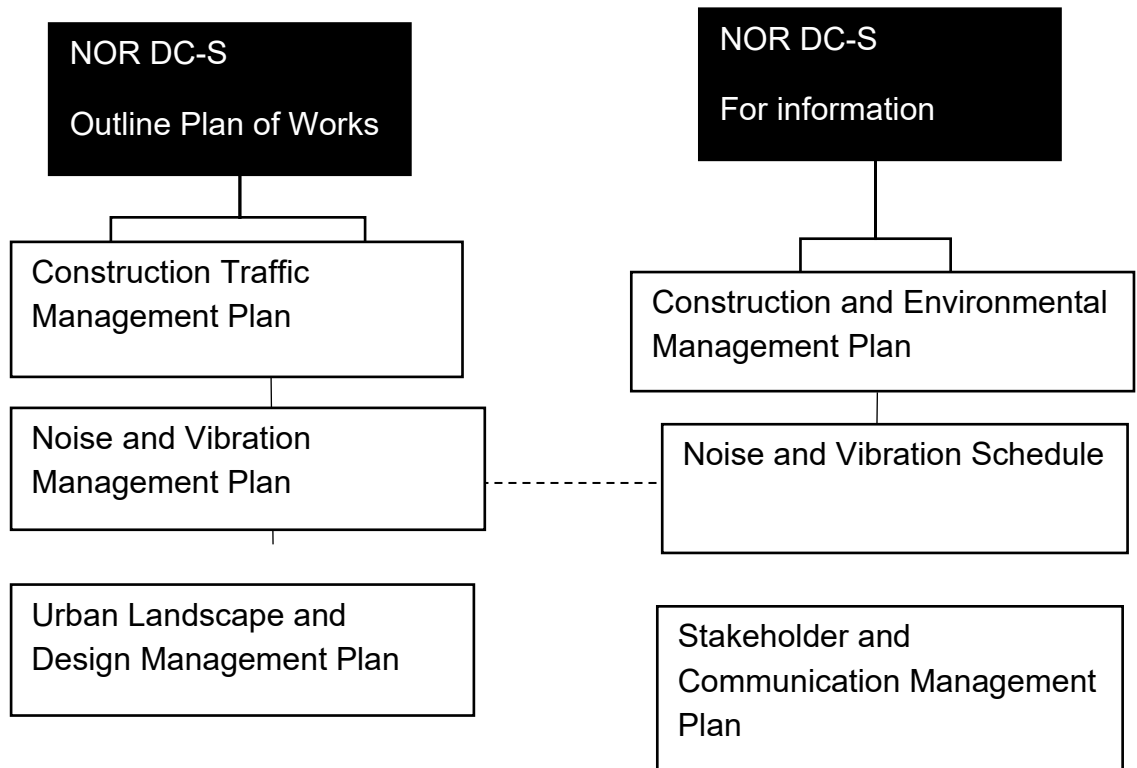 NOR DC-S
Outline Plan of Works
Construction Traffic
Management Plan
Noise and Vibration
Management Plan
Urban Landscape and
Design Management Plan
NOR DC-S
For information
Construction and Environmental
Management Plan
Noise and Vibration Schedule
Stakeholder and
Communication Management
Plan